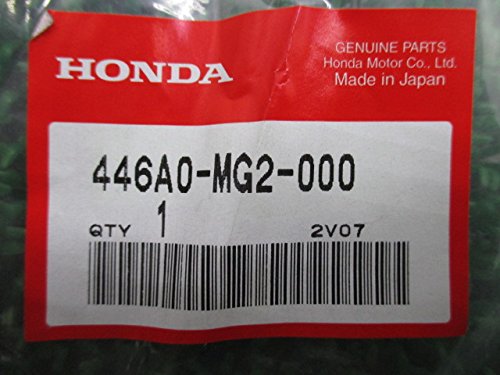 HONDA
GENUINE PARTS
Honda Motor Co., Ltd.
Made in Japan
446A0-MG2-000
QTY 1 2V07